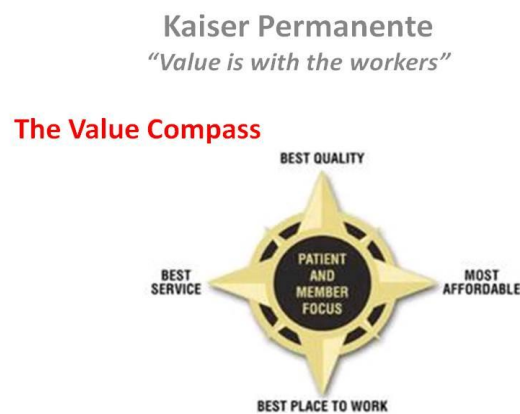 Kaiser Permanente
“Value is with the workers”
The Value Compass
BEST QUALITY
BEST
SERVICE
PATIENT
AND
MEMBER
FOCUS
MOST
AFFORDABLE
BEST PLACE TO WORK